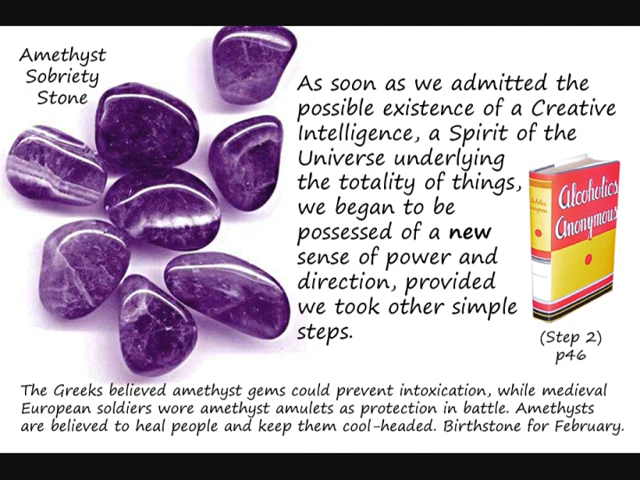 Amethyst
Sobriety
Stone
As soon as we admitted the
possible existence of a Creative
Intelligence, a Spirit of the
Universe underlying
the totality of things,
we began to be
possessed of a new
sense of power and
direction, provided
we took other simple
steps.
Alcoholics
Anonymous
(Step 2)
p46
The Greeks believed amethyst gems could prevent intoxication, while medieval
European soldiers wore amethyst amulets as protection in battle. Amethysts
are believed to heal people and keep them cool-headed. Birthstone for February.